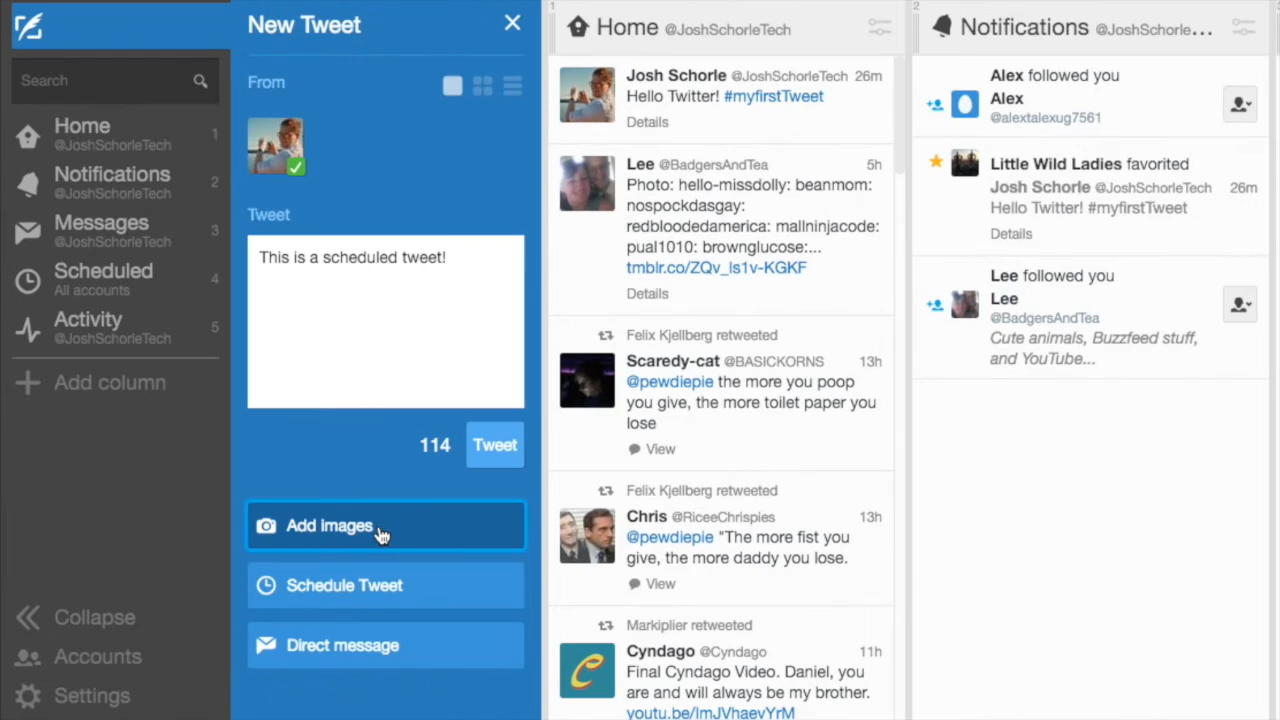 Search
Home
@JoshSchorleTech
1
Notifications
@JoshSchorleTech
2
Messages
@JoshSchorleTech
3
Scheduled
All accounts
4
Activity
@JoshSchorleTech
5
Add column
Collapse
Accounts
Settings
New Tweet
From
Tweet
This is a scheduled tweet!
114 Tweet
Add images
Schedule Tweet
Direct message
1
Home @JoshSchorleTech
Josh Schorle @JoshSchorleTech 26m
Hello Twitter! #myfirstTweet
Details
Lee @BadgersAndTea 5h
Photo: hello-missdolly: beanmom:
nospockdasgay:
redbloodedamerica: mallninjacode:
pual1010: brownglucose:...
tmblr.co/ZQv_ls1v-KGKF
Details
Felix Kjellberg retweeted
Scaredy-cat @BASICKORNS 13h
@pewdiepie the more you poop
you give, the more toilet paper you
lose
View
Felix Kjellberg retweeted
Chris @RiceeChrispies 13h
@pewdiepie "The more fist you
give, the more daddy you lose.
View
Markiplier retweeted
Cyndago @Cyndago 11h
Final Cyndago Video. Daniel, you
are and will always be my brother.
youtu.be/lmJVhaevYrM
2
Notifications @JoshSchorle...
Alex followed you
Alex
@alextalexug7561
Little Wild Ladies favorited
Josh Schorle @JoshSchorleTech 26m
Hello Twitter! #myfirstTweet
Details
Lee followed you
Lee
@BadgersAndTea
Cute animals, Buzzfeed stuff,
and YouTube...